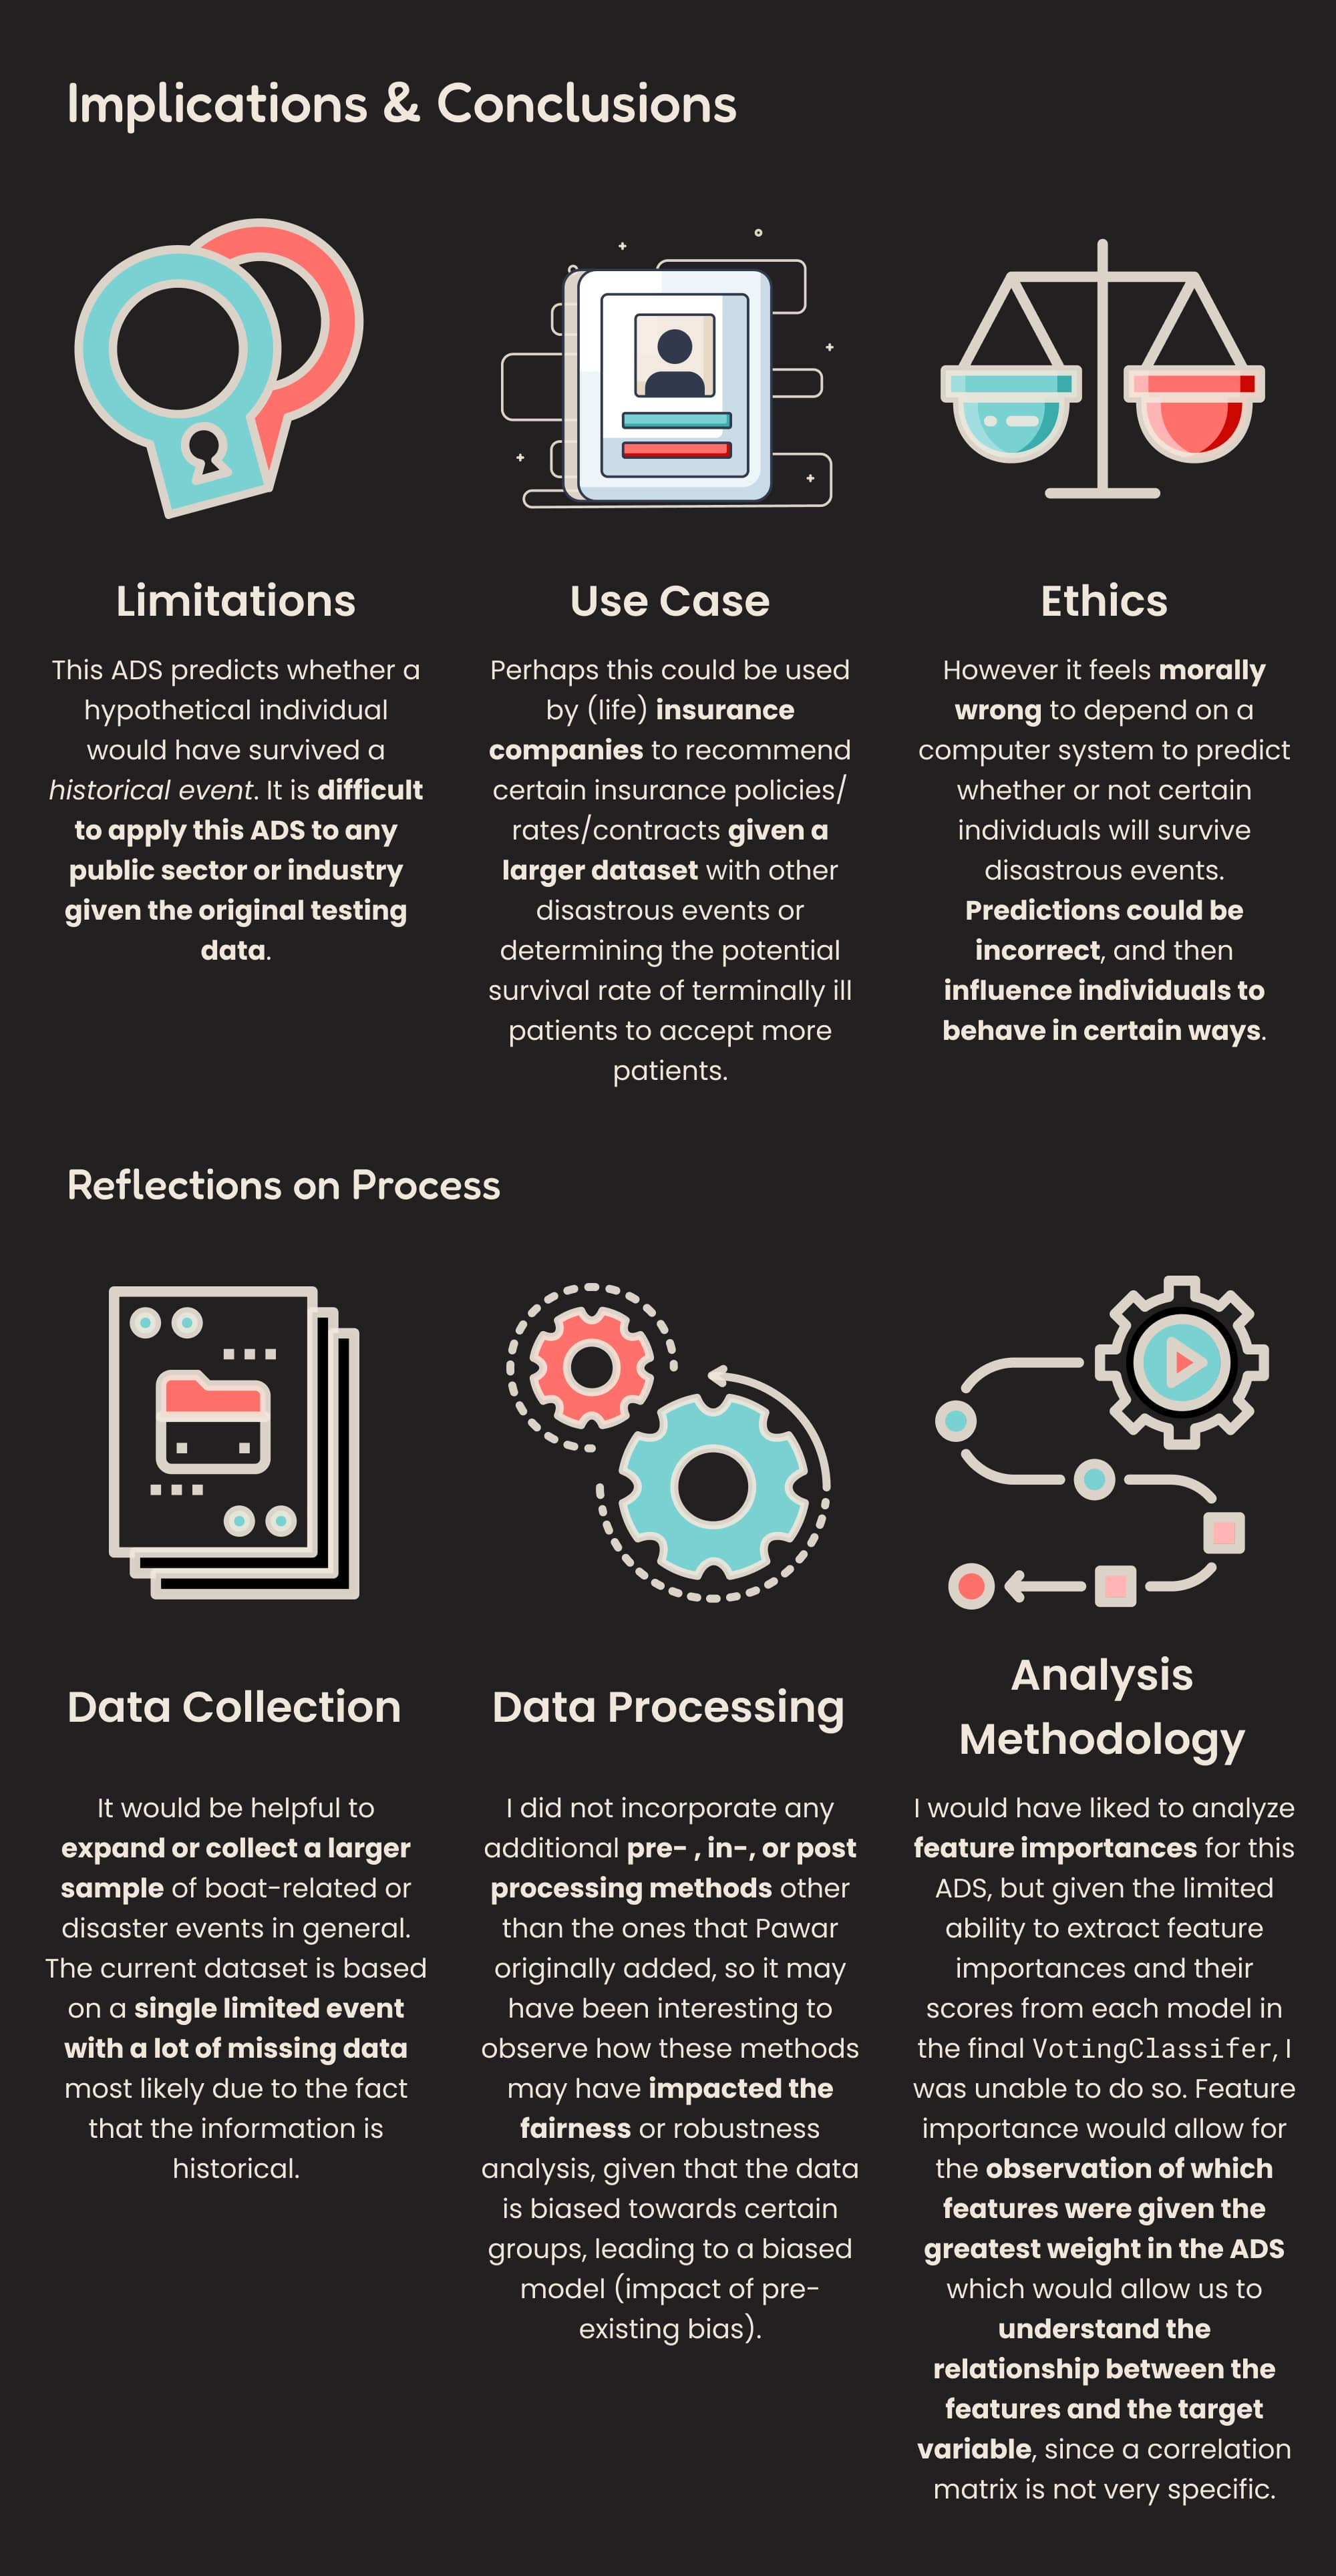 Implications & Conclusions
Limitations
This ADS predicts whether a
hypothetical individual
would have survived a
historical event. It is difficult
to apply this ADS to any
public sector or industry
given the original testing
data.
Use Case
Perhaps this could be used
by (life) insurance
companies to recommend
certain insurance policies/
rates/contracts given a
larger dataset with other
disastrous events or
determining the potential
survival rate of terminally ill
patients to accept more
patients.
Ethics
However it feels morally
wrong to depend on a
computer system to predict
whether or not certain
individuals will survive
disastrous events.
Predictions could be
incorrect, and then
influence individuals to
behave in certain ways.
Reflections on Process
Data Collection
It would be helpful to
expand or collect a larger
sample of boat-related or
disaster events in general.
The current dataset is based
on a single limited event
with a lot of missing data
most likely due to the fact
that the information is
historical.
Data Processing
I did not incorporate any
additional pre- , in-, or post
processing methods other
than the ones that Pawar
originally added, so it may
have been interesting to
observe how these methods
may have impacted the
fairness or robustness
analysis, given that the data
is biased towards certain
groups, leading to a biased
model (impact of pre-
existing bias).
Analysis
Methodology
I would have liked to analyze
feature importances for this
ADS, but given the limited
ability to extract feature
importances and their
scores from each model in
the final VotingClassifer, I
was unable to do so. Feature
importance would allow for
the observation of which
features were given the
greatest weight in the ADS
which would allow us to
understand the
relationship between the
features and the target
variable, since a correlation
matrix is not very specific.